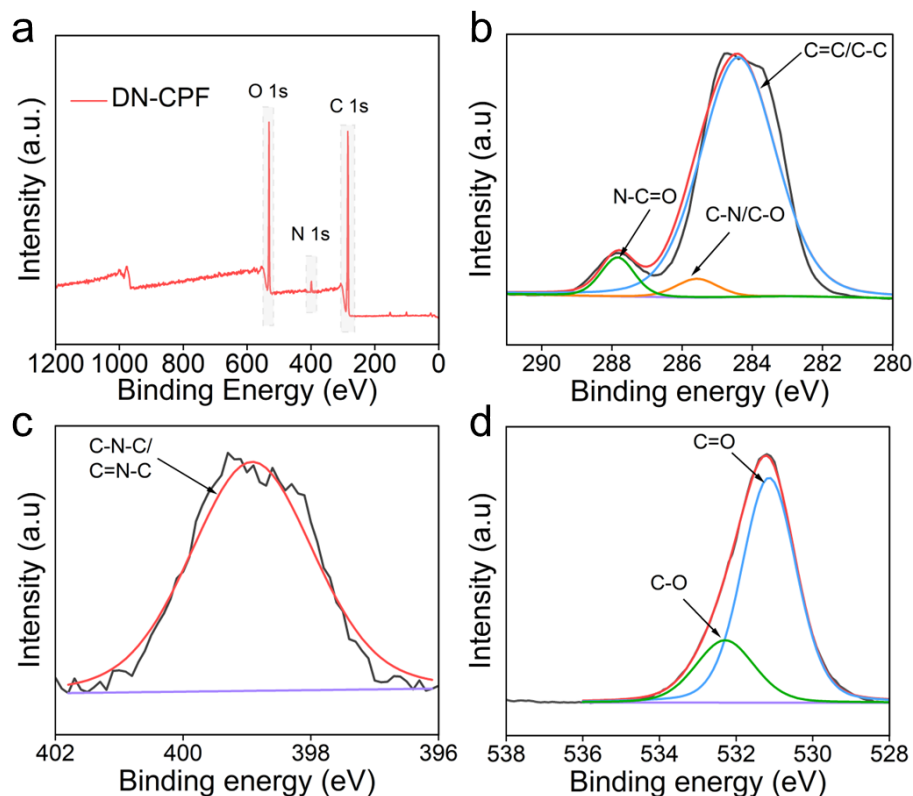 a
DN-CPF
O 1s
C 1s
N 1s
Intensity (a.u.)
1200 1000 800 600 400 200 0
Binding Energy (eV)
b
C=C/C-C
N-C=O
C-N/C-O
Intensity (a.u.)
290 288 286 284 282 280
Binding energy (eV)
c
C-N-C/
C=N-C
Intensity (a.u)
402 400 398 396
Binding energy (eV)
d
C=O
C-O
Intensity (a.u)
538 536 534 532 530 528
Binding energy (eV)